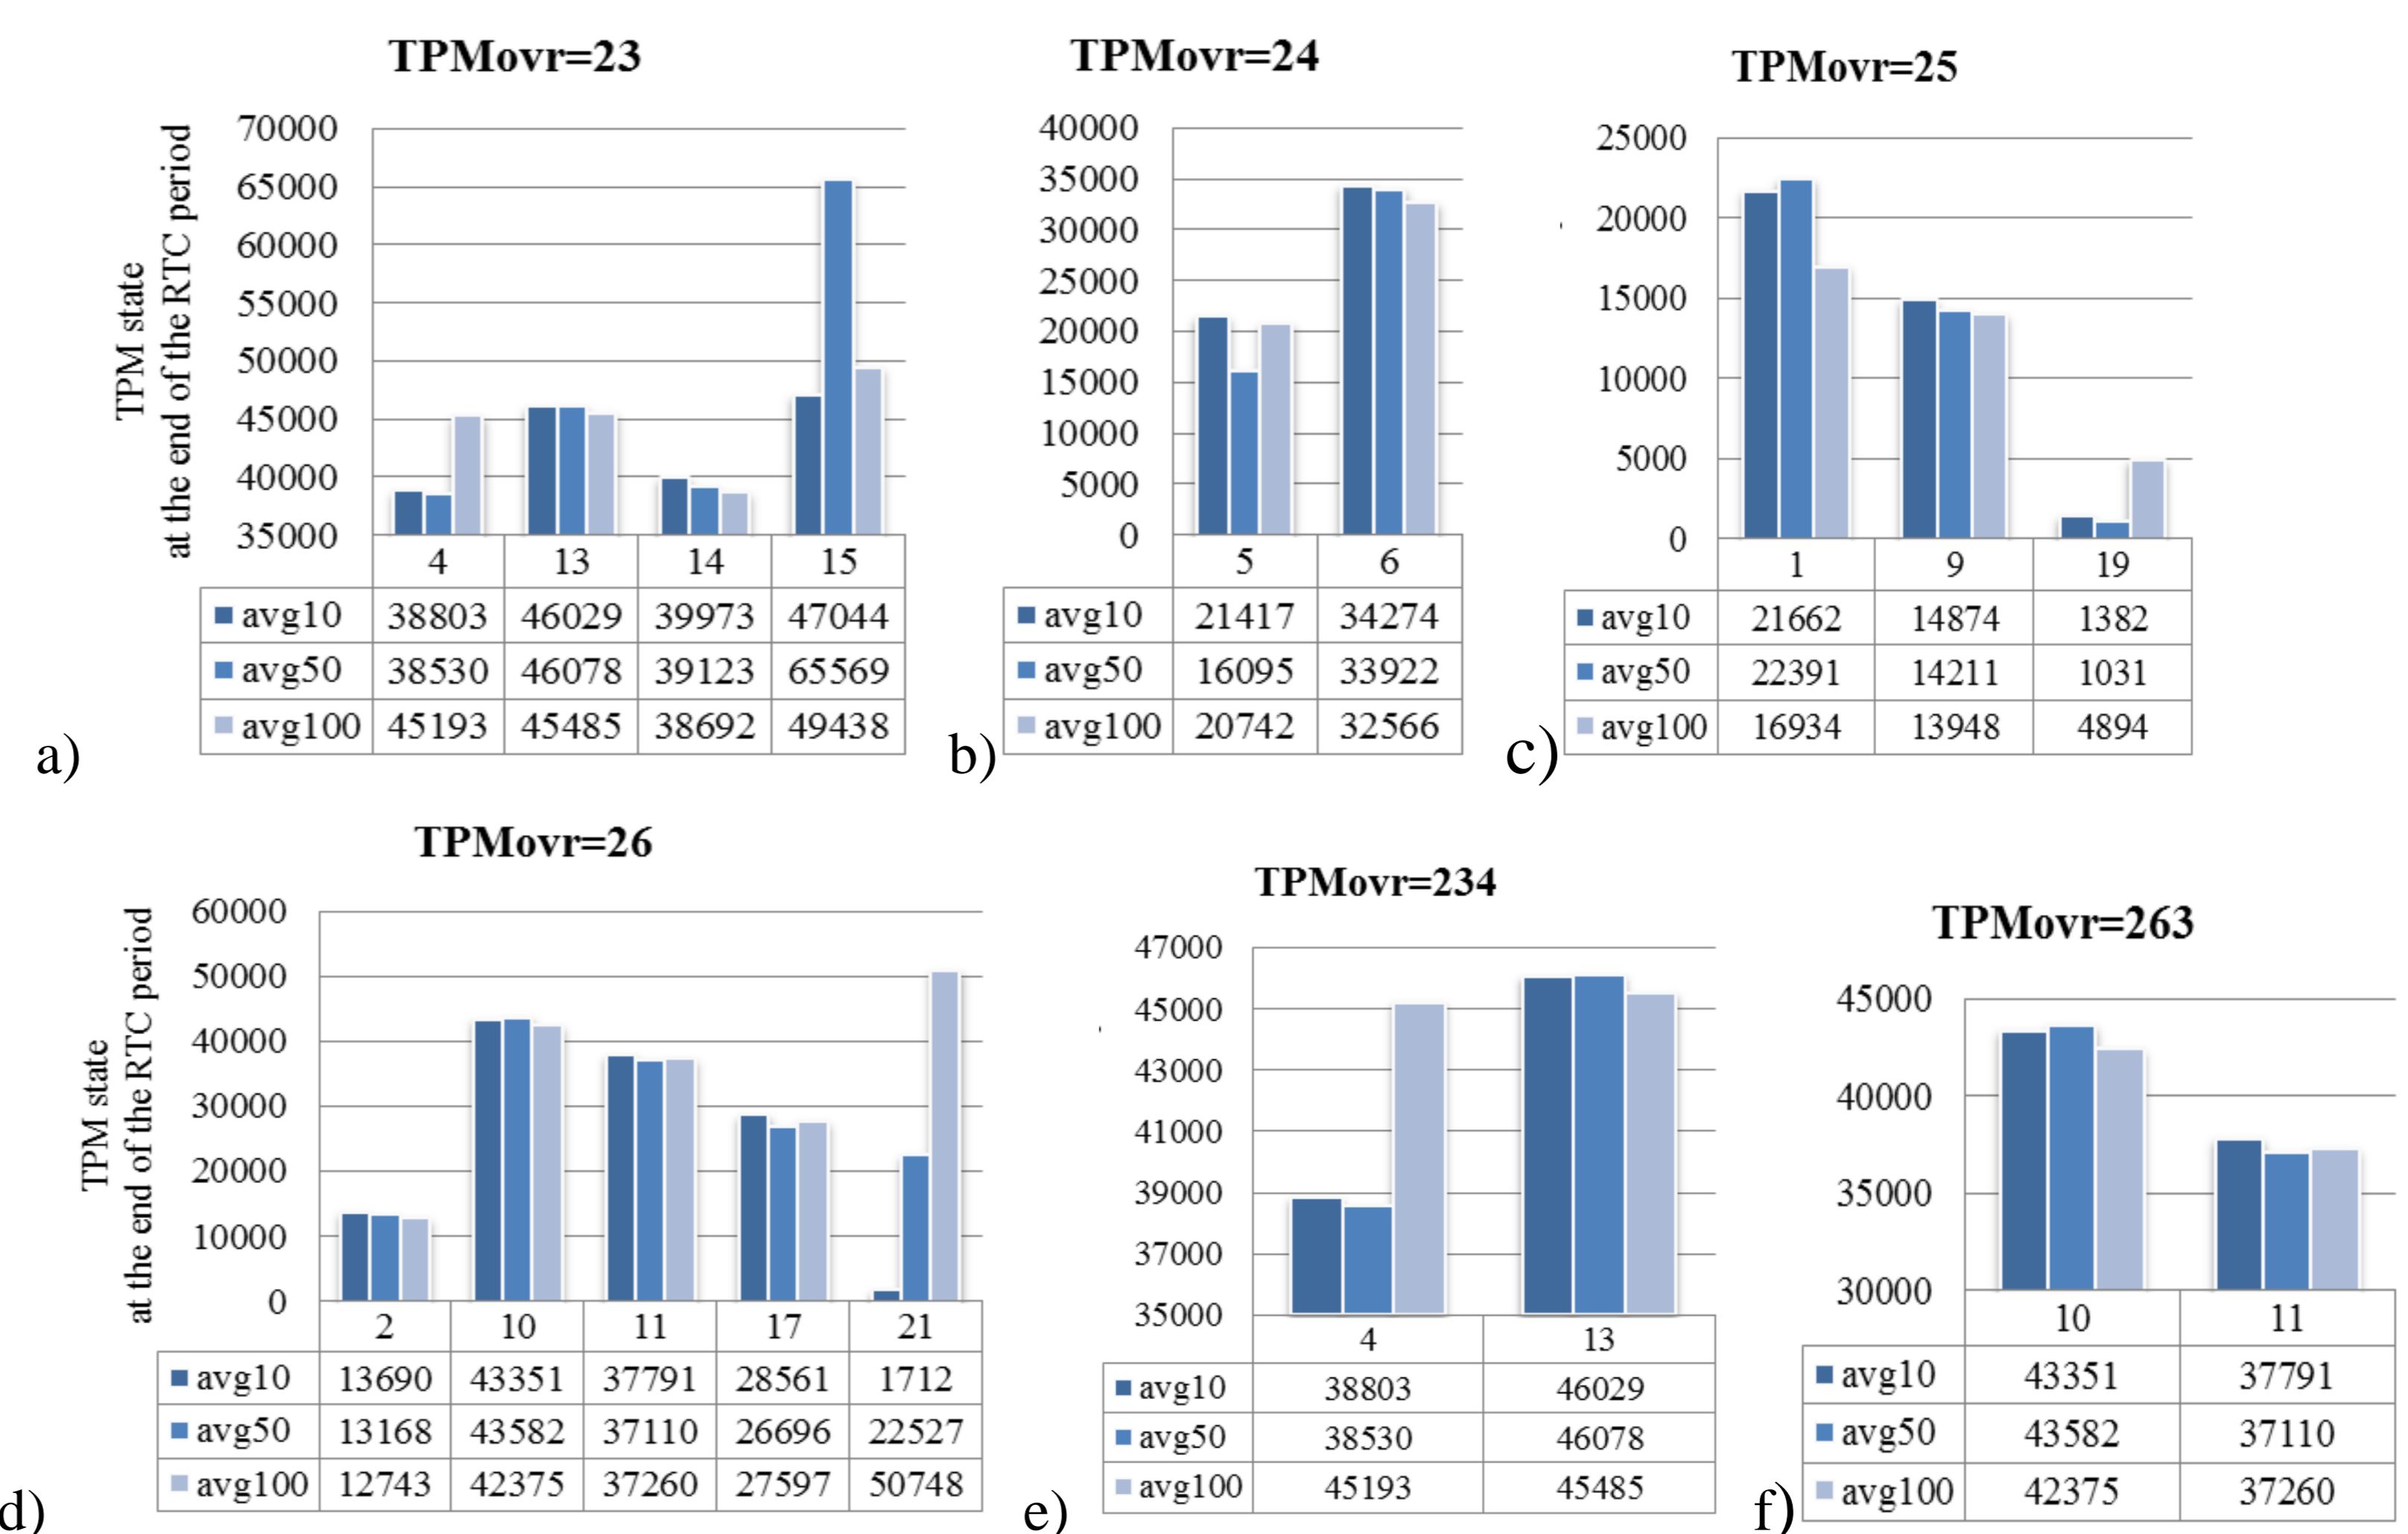 TPMovr=23
TPM state
at the end of the RTC period
70000
65000
60000
55000
50000
45000
40000
35000
4 13 14 15
avg10 38803 46029 39973 47044
avg50 38530 46078 39123 65569
avg100 45193 45485 38692 49438
a)
TPMovr=24
40000
35000
30000
25000
20000
15000
10000
5000
0
5 6
avg10 21417 34274
avg50 16095 33922
avg100 20742 32566
b)
TPMovr=25
25000
20000
15000
10000
5000
0
1 9 19
avg10 21662 14874 1382
avg50 22391 14211 1031
avg100 16934 13948 4894
c)
TPMovr=26
TPM state
at the end of the RTC period
60000
50000
40000
30000
20000
10000
0
2 10 11 17 21
avg10 13690 43351 37791 28561 1712
avg50 13168 43582 37110 26696 22527
avg100 12743 42375 37260 27597 50748
d)
TPMovr=234
47000
45000
43000
41000
39000
37000
35000
4 13
avg10 38803 46029
avg50 38530 46078
avg100 45193 45485
e)
TPMovr=263
45000
40000
35000
30000
10 11
avg10 43351 37791
avg50 43582 37110
avg100 42375 37260
f)